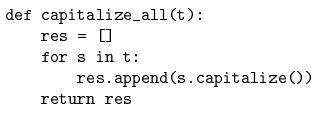 def capitalize_all(t):
    res = []
    for s in t:
        res.append(s.capitalize())
    return res